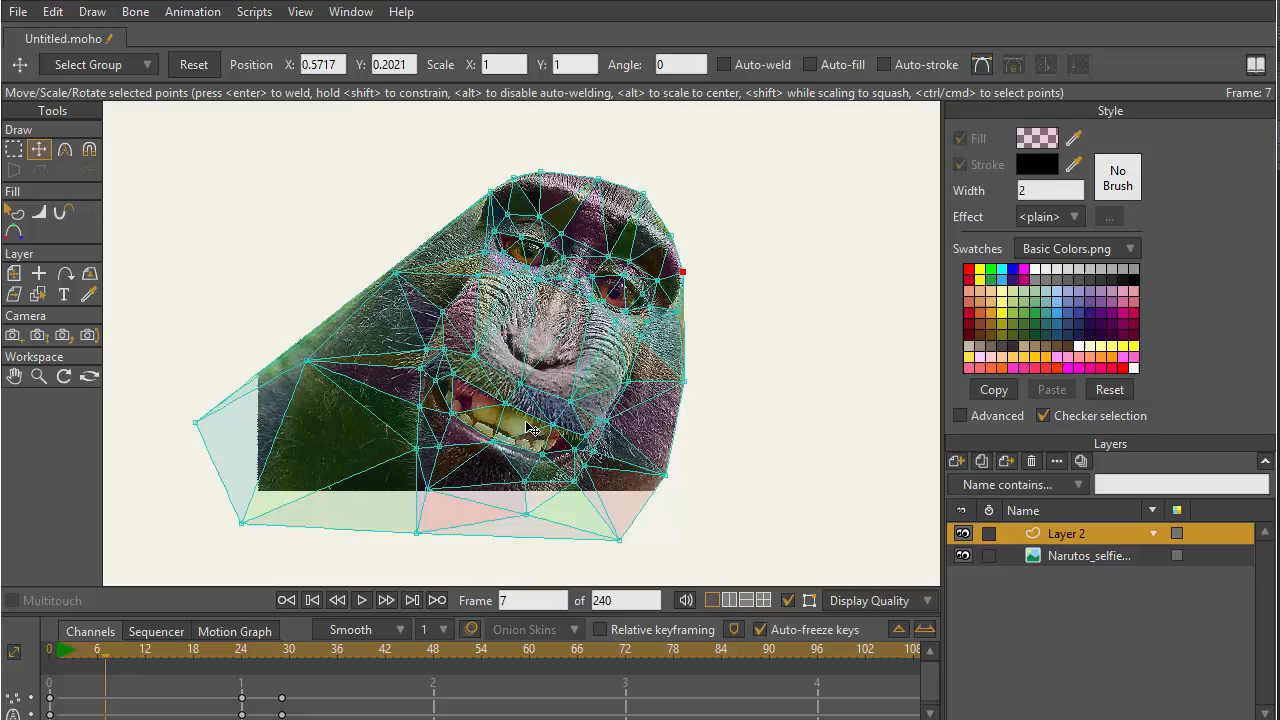 File Edit Draw Bone Animation Scripts View Window Help
Untitled.moho
Select Group Reset Position X: 0.5717 Y: 0.2021 Scale X: 1 Y: 1 Angle: 0 Auto-weld Auto-fill Auto-stroke
Move/Scale/Rotate selected points (press <enter> to weld, hold <shift> to constrain, <alt> to disable auto-welding, <alt> to scale to center, <shift> while scaling to squash, <ctrl/cmd> to select points) Frame: 7
Tools
Draw
Fill
Layer
T
Camera
Workspace
Style
Fill
Stroke
No Brush
Width 2
Effect <plain> ...
Swatches Basic Colors.png
Copy Paste Reset
Advanced Checker selection
Layers
Name contains...
Name
Layer 2
Narutos_selfie...
Multitouch Frame 7 of 240 Display Quality
Channels Sequencer Motion Graph Smooth 1 Onion Skins Relative keyframing Auto-freeze keys
0 6 12 18 24 30 36 42 48 54 60 66 72 78 84 90 96 102 108
0 1 2 3 4